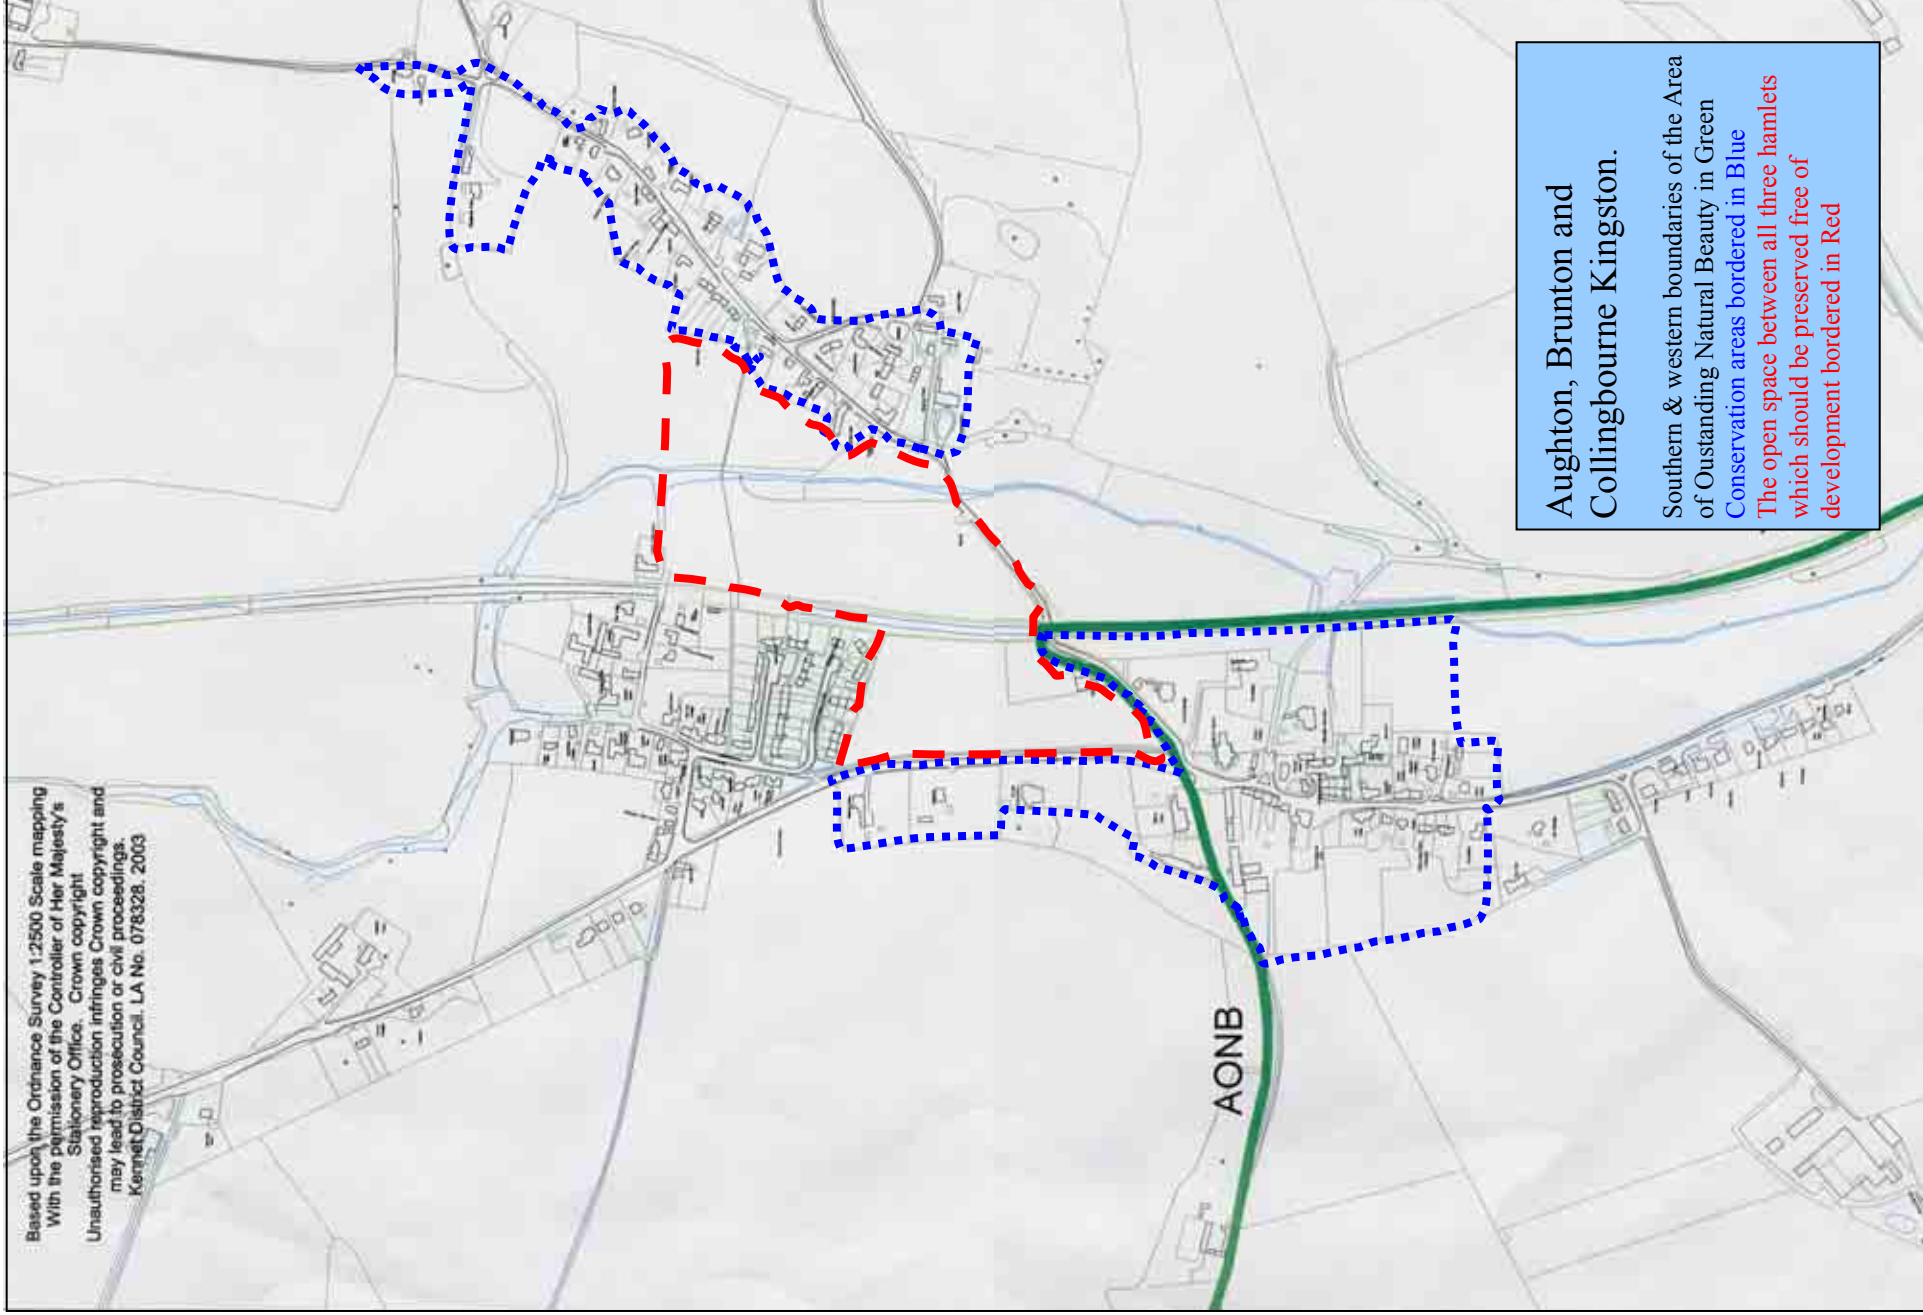 Based upon the Ordnance Survey 1:2500 Scale mapping
With the permission of the Controller of Her Majesty's
Stationery Office. Crown copyright
Unauthorised reproduction infringes Crown copyright and
may lead to prosecution or civil proceedings.
Kennet District Council. LA No. 078328. 2003
AONB
Aughton, Brunton and
Collingbourne Kingston.
Southern & western boundaries of the Area
of Oustanding Natural Beauty in Green
Conservation areas bordered in Blue
The open space between all three hamlets
which should be preserved free of
development bordered in Red